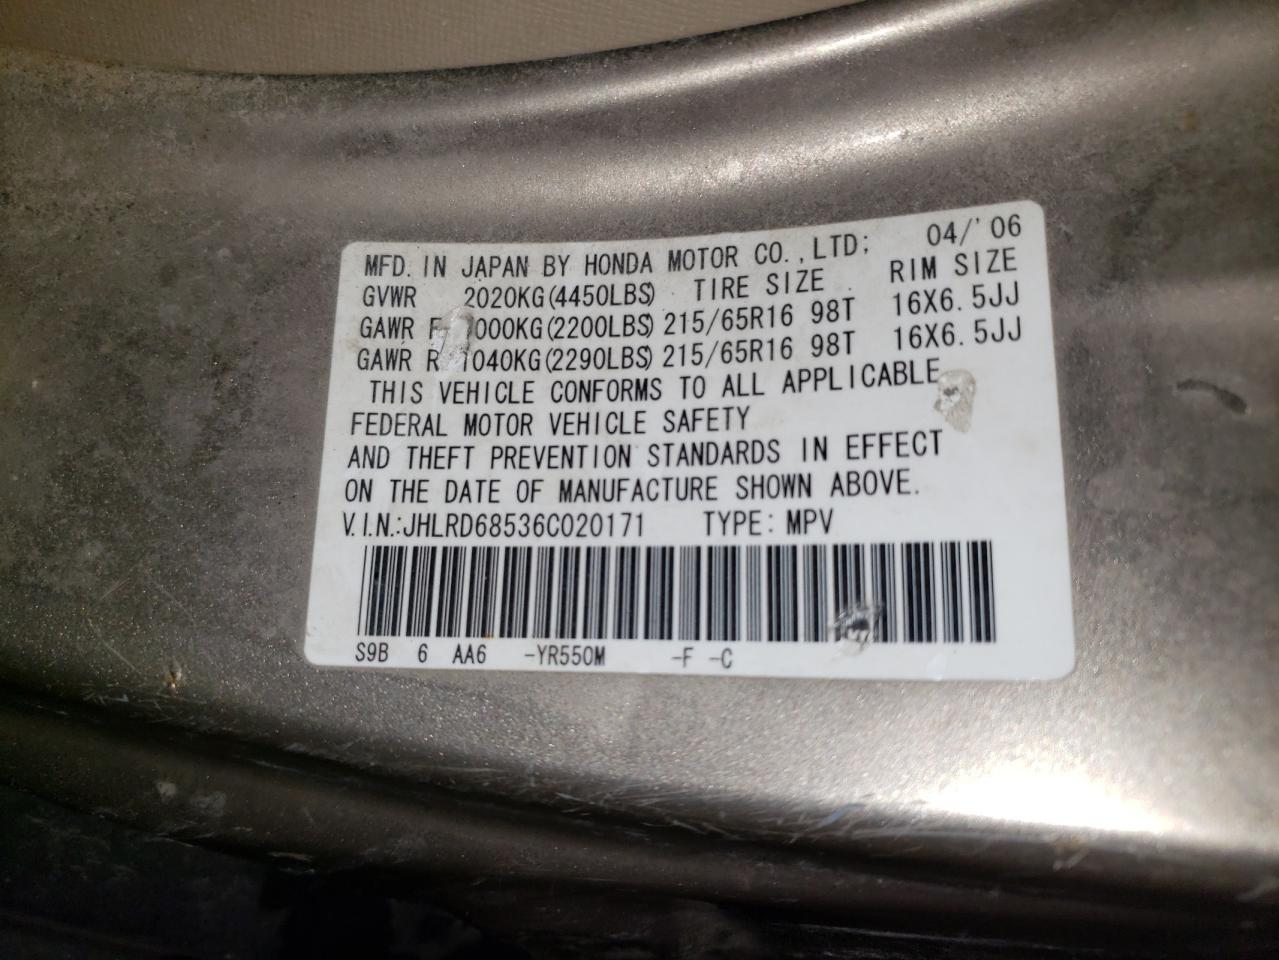 MFD. IN JAPAN BY HONDA MOTOR CO.,LTD; 04/'06
GVWR 2020KG(4450LBS) TIRE SIZE RIM SIZE
GAWR F 1000KG(2200LBS) 215/65R16 98T 16X6.5JJ
GAWR R 1040KG(2290LBS) 215/65R16 98T 16X6.5JJ
THIS VEHICLE CONFORMS TO ALL APPLICABLE
FEDERAL MOTOR VEHICLE SAFETY
AND THEFT PREVENTION STANDARDS IN EFFECT
ON THE DATE OF MANUFACTURE SHOWN ABOVE.
V.I.N.:JHLRD68536C020171 TYPE: MPV
S9B 6 AA6 -YR550M -F -C